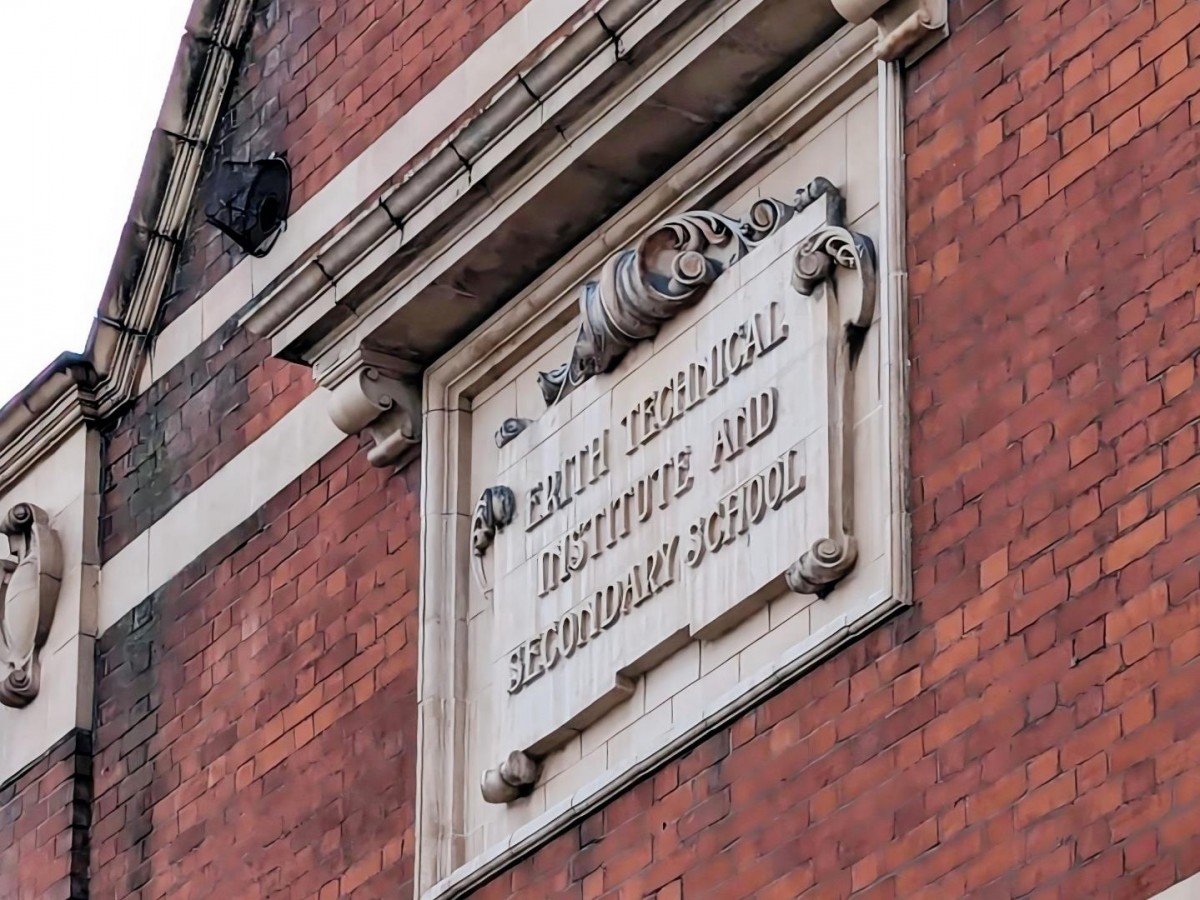 ERITH TECHNICAL
INSTITUTE AND
SECONDARY SCHOOL